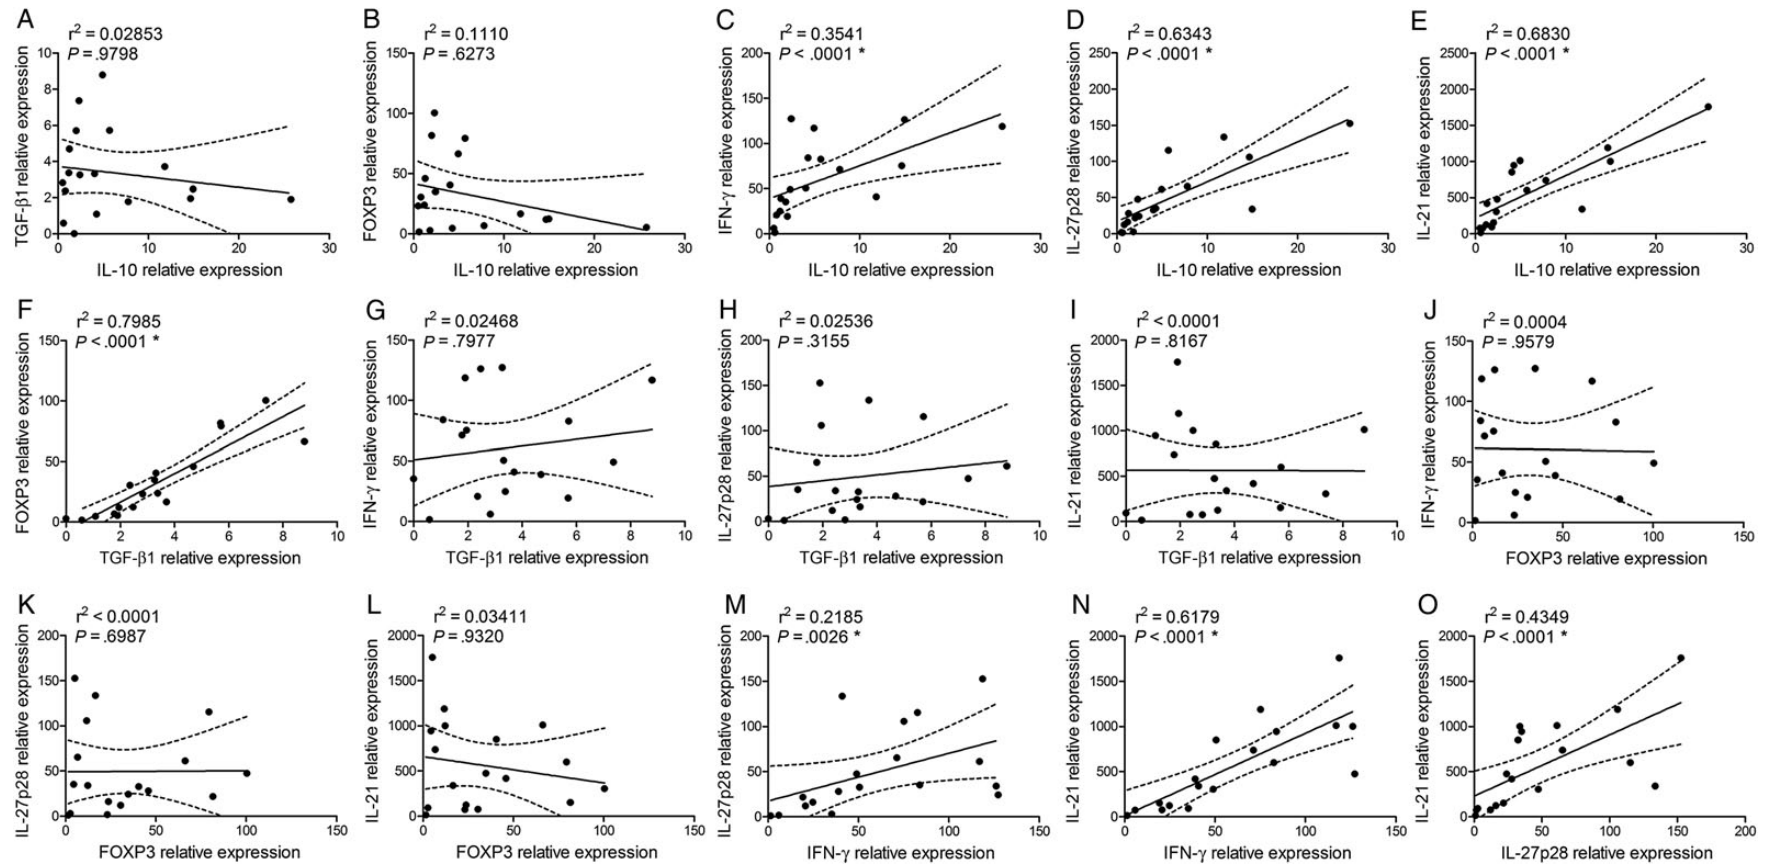 A
r2 = 0.02853
P = .9798
TGF-β1 relative expression
10
8
6
4
2
0
0 10 20 30
IL-10 relative expression
B
r2 = 0.1110
P = .6273
FOXP3 relative expression
150
100
50
0
0 10 20 30
IL-10 relative expression
C
r2 = 0.3541
P < .0001 *
IFN-γ relative expression
200
150
100
50
0
0 10 20 30
IL-10 relative expression
D
r2 = 0.6343
P < .0001 *
IL-27p28 relative expression
250
200
150
100
50
0
0 10 20 30
IL-10 relative expression
E
r2 = 0.6830
P < .0001 *
IL-21 relative expression
2500
2000
1500
1000
500
0
0 10 20 30
IL-10 relative expression
F
r2 = 0.7985
P < .0001 *
FOXP3 relative expression
150
100
50
0
0 2 4 6 8 10
TGF-β1 relative expression
G
r2 = 0.02468
P = .7977
IFN-γ relative expression
150
100
50
0
0 2 4 6 8 10
TGF-β1 relative expression
H
r2 = 0.02536
P = .3155
IL-27p28 relative expression
200
150
100
50
0
0 2 4 6 8 10
TGF-β1 relative expression
I
r2 < 0.0001
P = .8167
IL-21 relative expression
2000
1500
1000
500
0
0 2 4 6 8 10
TGF-β1 relative expression
J
r2 = 0.0004
P = .9579
IFN-γ relative expression
150
100
50
0
0 50 100 150
FOXP3 relative expression
K
r2 < 0.0001
P = .6987
IL-27p28 relative expression
200
150
100
50
0
0 50 100 150
FOXP3 relative expression
L
r2 = 0.03411
P = .9320
IL-21 relative expression
2000
1500
1000
500
0
0 50 100 150
FOXP3 relative expression
M
r2 = 0.2185
P = .0026 *
IL-27p28 relative expression
200
150
100
50
0
0 50 100 150
IFN-γ relative expression
N
r2 = 0.6179
P < .0001 *
IL-21 relative expression
2000
1500
1000
500
0
0 50 100 150
IFN-γ relative expression
O
r2 = 0.4349
P < .0001 *
IL-21 relative expression
2000
1500
1000
500
0
0 50 100 150 200
IL-27p28 relative expression